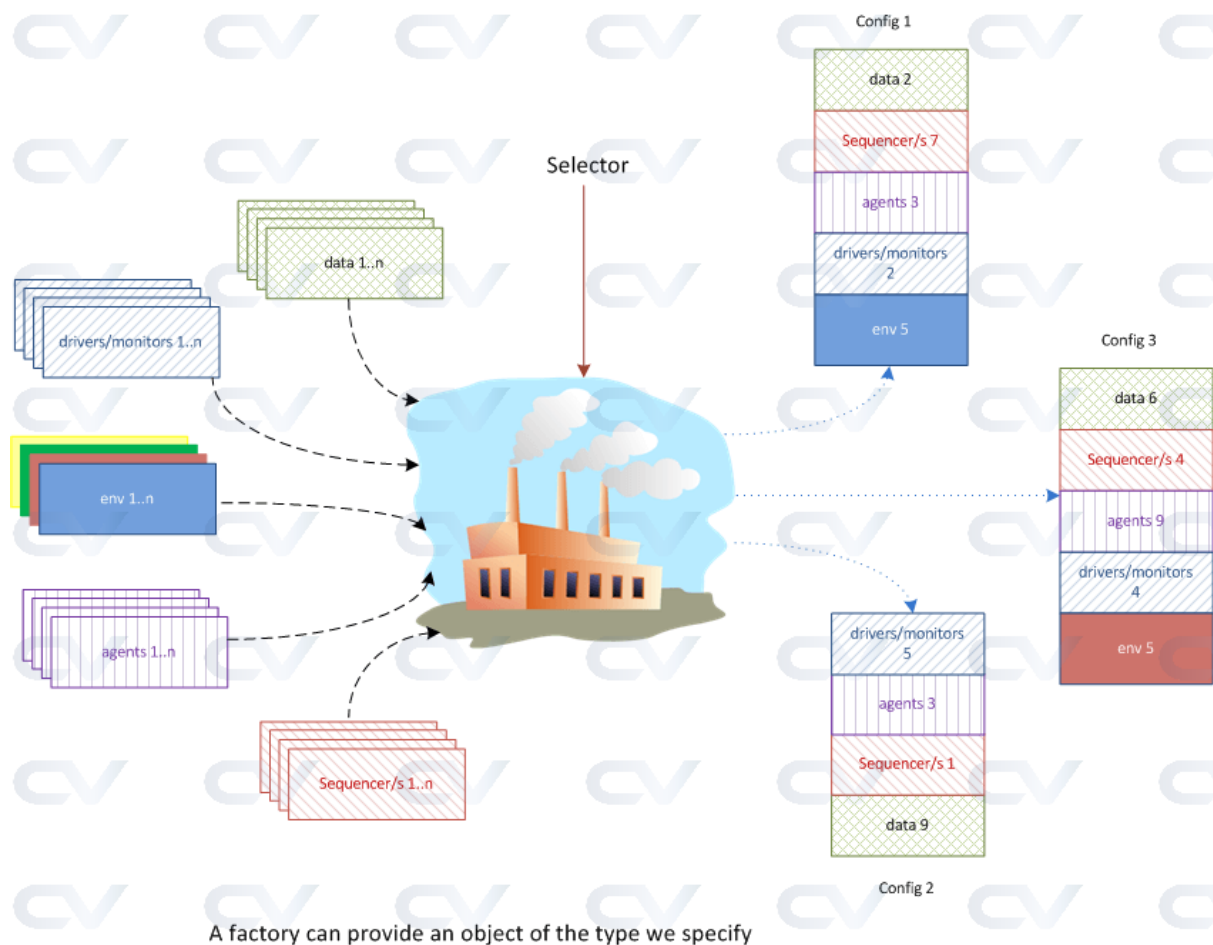 Config 1
data 2
Sequencer/s 7
agents 3
drivers/monitors
2
env 5
Selector
data 1..n
drivers/monitors 1..n
env 1..n
agents 1..n
Sequencer/s 1..n
Config 3
data 6
Sequencer/s 4
agents 9
drivers/monitors
4
env 5
drivers/monitors
5
agents 3
Sequencer/s 1
data 9
Config 2
A factory can provide an object of the type we specify
CV